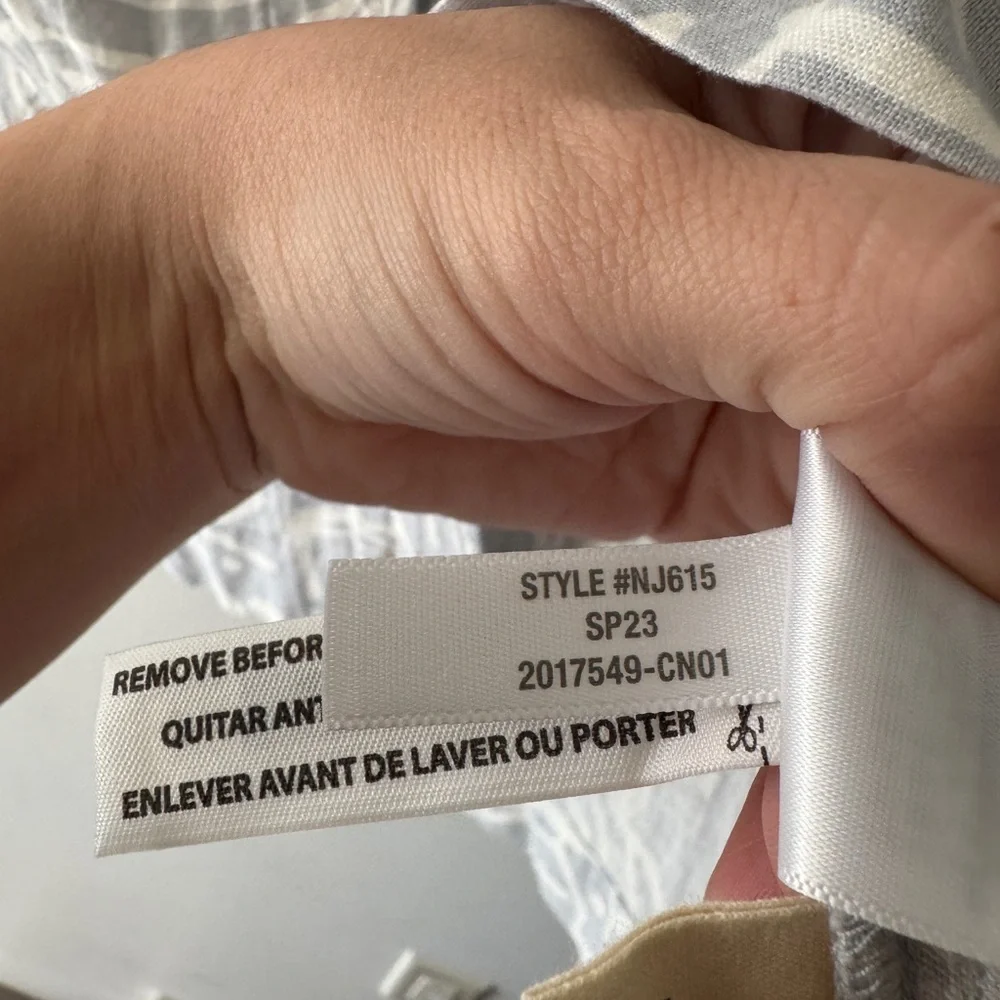 STYLE #NJ615
SP23
2017549-CN01
REMOVE BEFOR
QUITAR ANT
ENLEVER AVANT DE LAVER OU PORTER